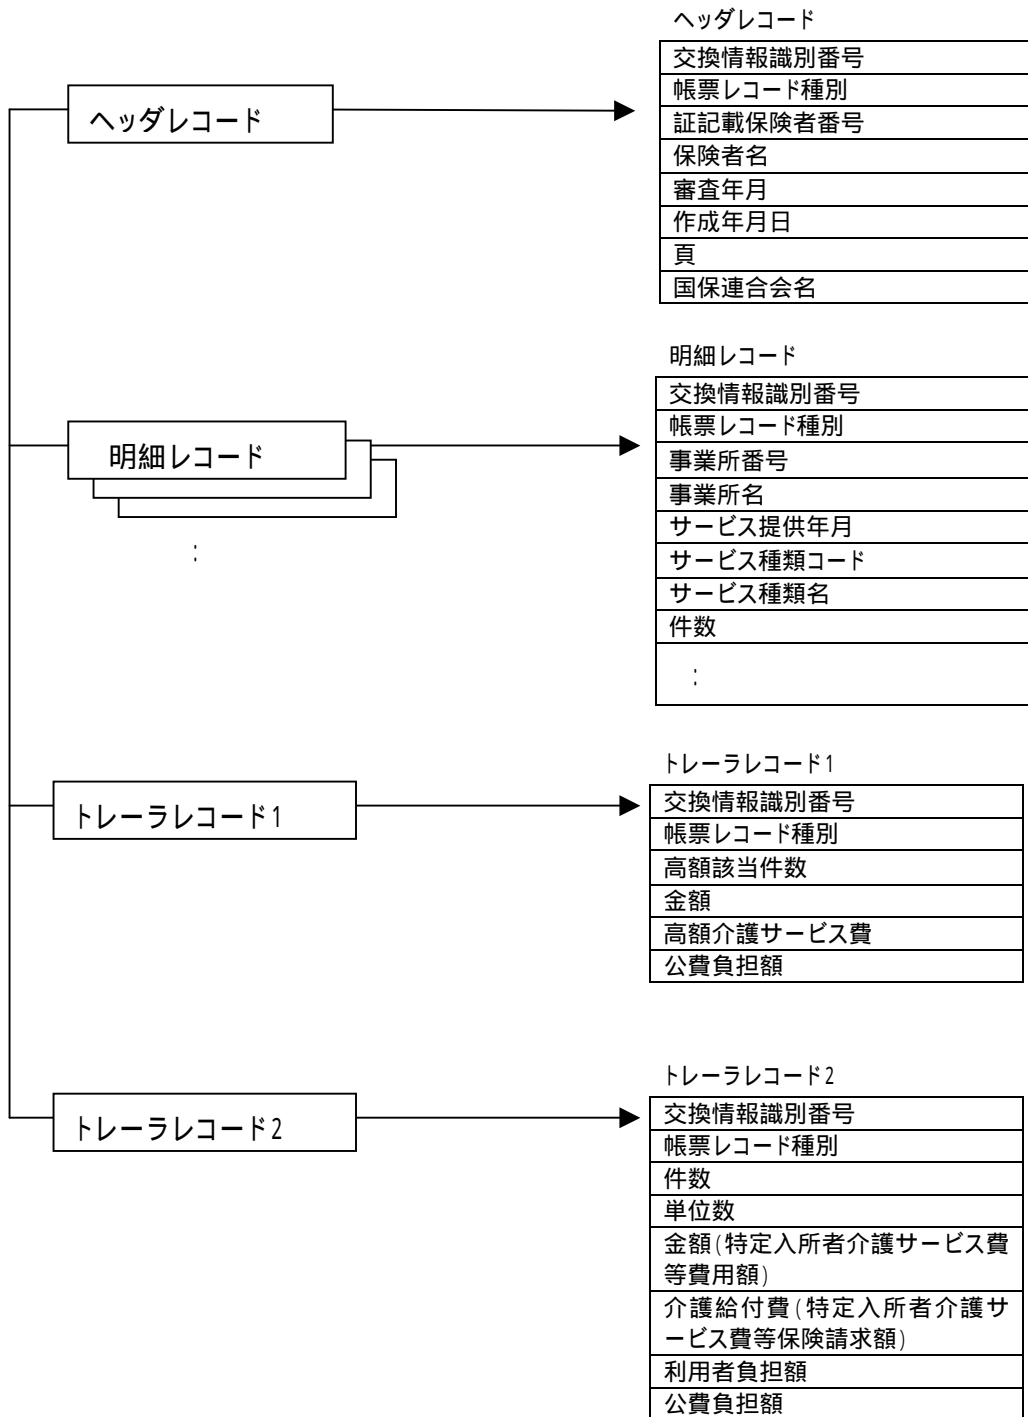 ヘッダレコード
ヘッダレコード
交換情報識別番号
帳票レコード種別
証記載保険者番号
保険者名
審査年月
作成年月日
頁
国保連合会名
明細レコード
:
明細レコード
交換情報識別番号
帳票レコード種別
事業所番号
事業所名
サービス提供年月
サービス種類コード
サービス種類名
件数
:
トレーラレコード1
トレーラレコード1
交換情報識別番号
帳票レコード種別
高額該当件数
金額
高額介護サービス費
公費負担額
トレーラレコード2
トレーラレコード2
交換情報識別番号
帳票レコード種別
件数
単位数
金額(特定入所者介護サービス費
等費用額)
介護給付費(特定入所者介護サ
ービス費等保険請求額)
利用者負担額
公費負担額